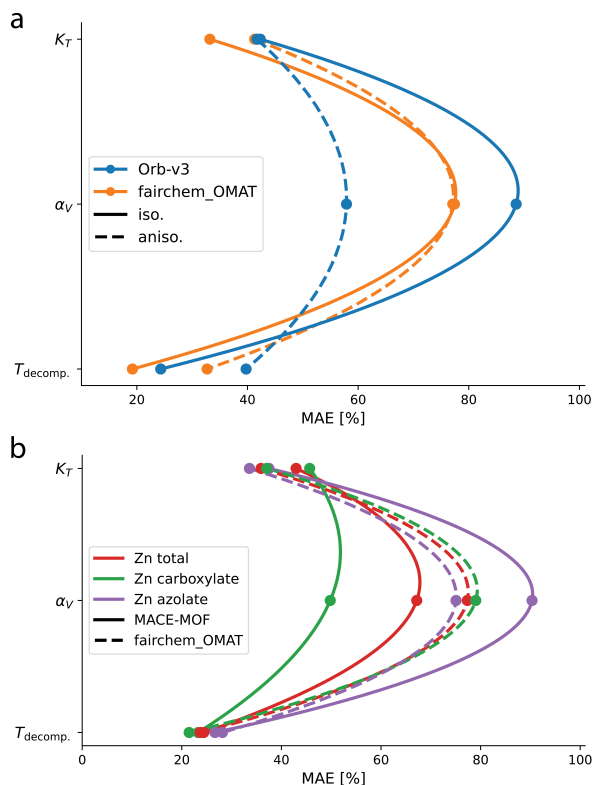 a
K_T
α_V
T_decomp.
Orb-v3
fairchem_OMAT
iso.
aniso.
20 40 60 80 100
MAE [%]
b
K_T
α_V
T_decomp.
Zn total
Zn carboxylate
Zn azolate
MACE-MOF
fairchem_OMAT
0 20 40 60 80 100
MAE [%]